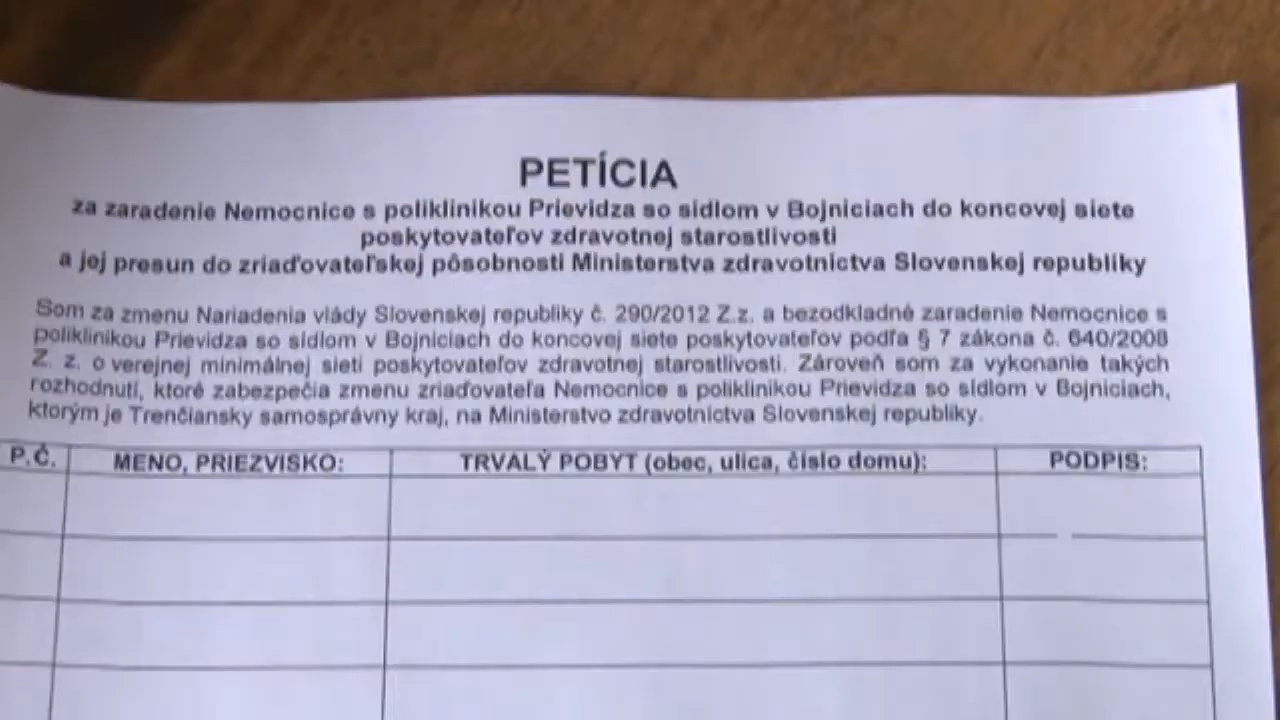 PETÍCIA
za zaradenie Nemocnice s poliklinikou Prievidza so sídlom v Bojniciach do koncovej siete
poskytovateľov zdravotnej starostlivosti
a jej presun do zriaďovateľskej pôsobnosti Ministerstva zdravotníctva Slovenskej republiky
Som za zmenu Nariadenia vlády Slovenskej republiky č. 290/2012 Z.z. a bezodkladné zaradenie Nemocnice s
poliklinikou Prievidza so sídlom v Bojniciach do koncovej siete poskytovateľov podľa § 7 zákona č. 640/2008
Z. z. o verejnej minimálnej sieti poskytovateľov zdravotnej starostlivosti. Zároveň som za vykonanie takých
rozhodnutí, ktoré zabezpečia zmenu zriaďovateľa Nemocnice s poliklinikou Prievidza so sídlom v Bojniciach,
ktorým je Trenčiansky samosprávny kraj, na Ministerstvo zdravotníctva Slovenskej republiky.
P.Č. MENO, PRIEZVISKO: TRVALÝ POBYT (obec, ulica, číslo domu): PODPIS: